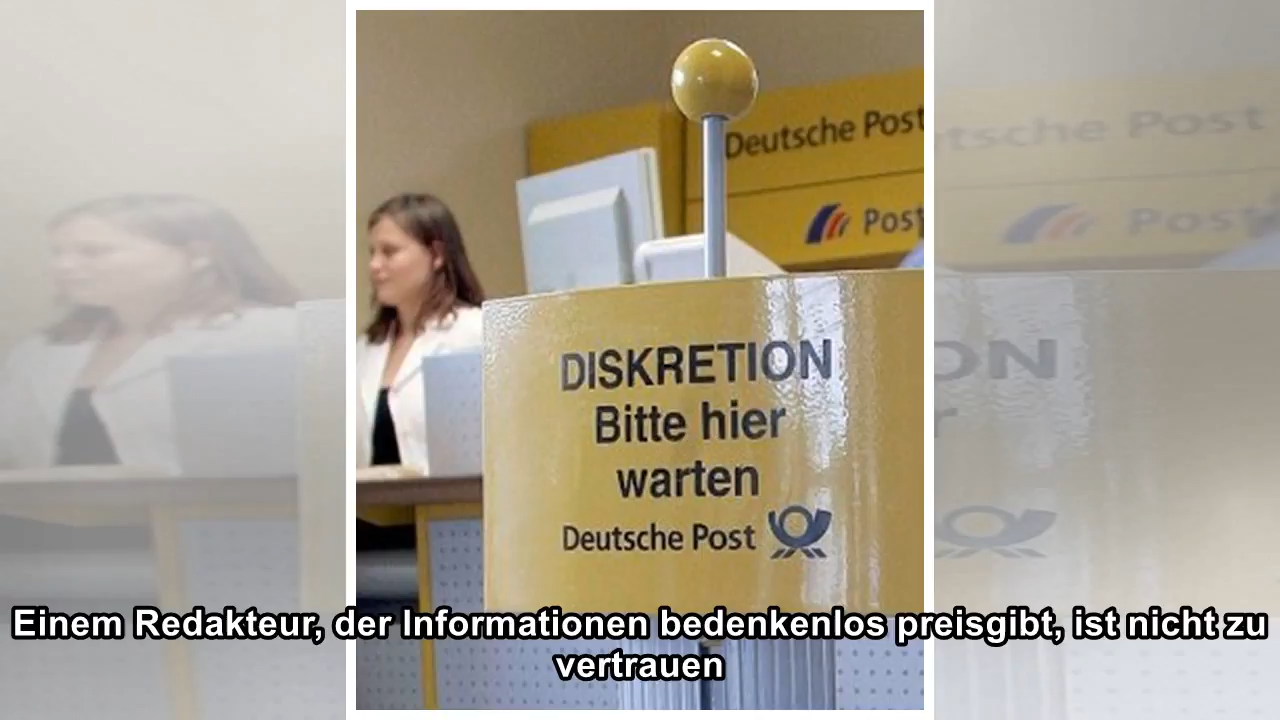 Deutsche Post
Post
DISKRETION
Bitte hier
warten
Deutsche Post
Einem Redakteur, der Informationen bedenkenlos preisgibt, ist nicht zu
vertrauen